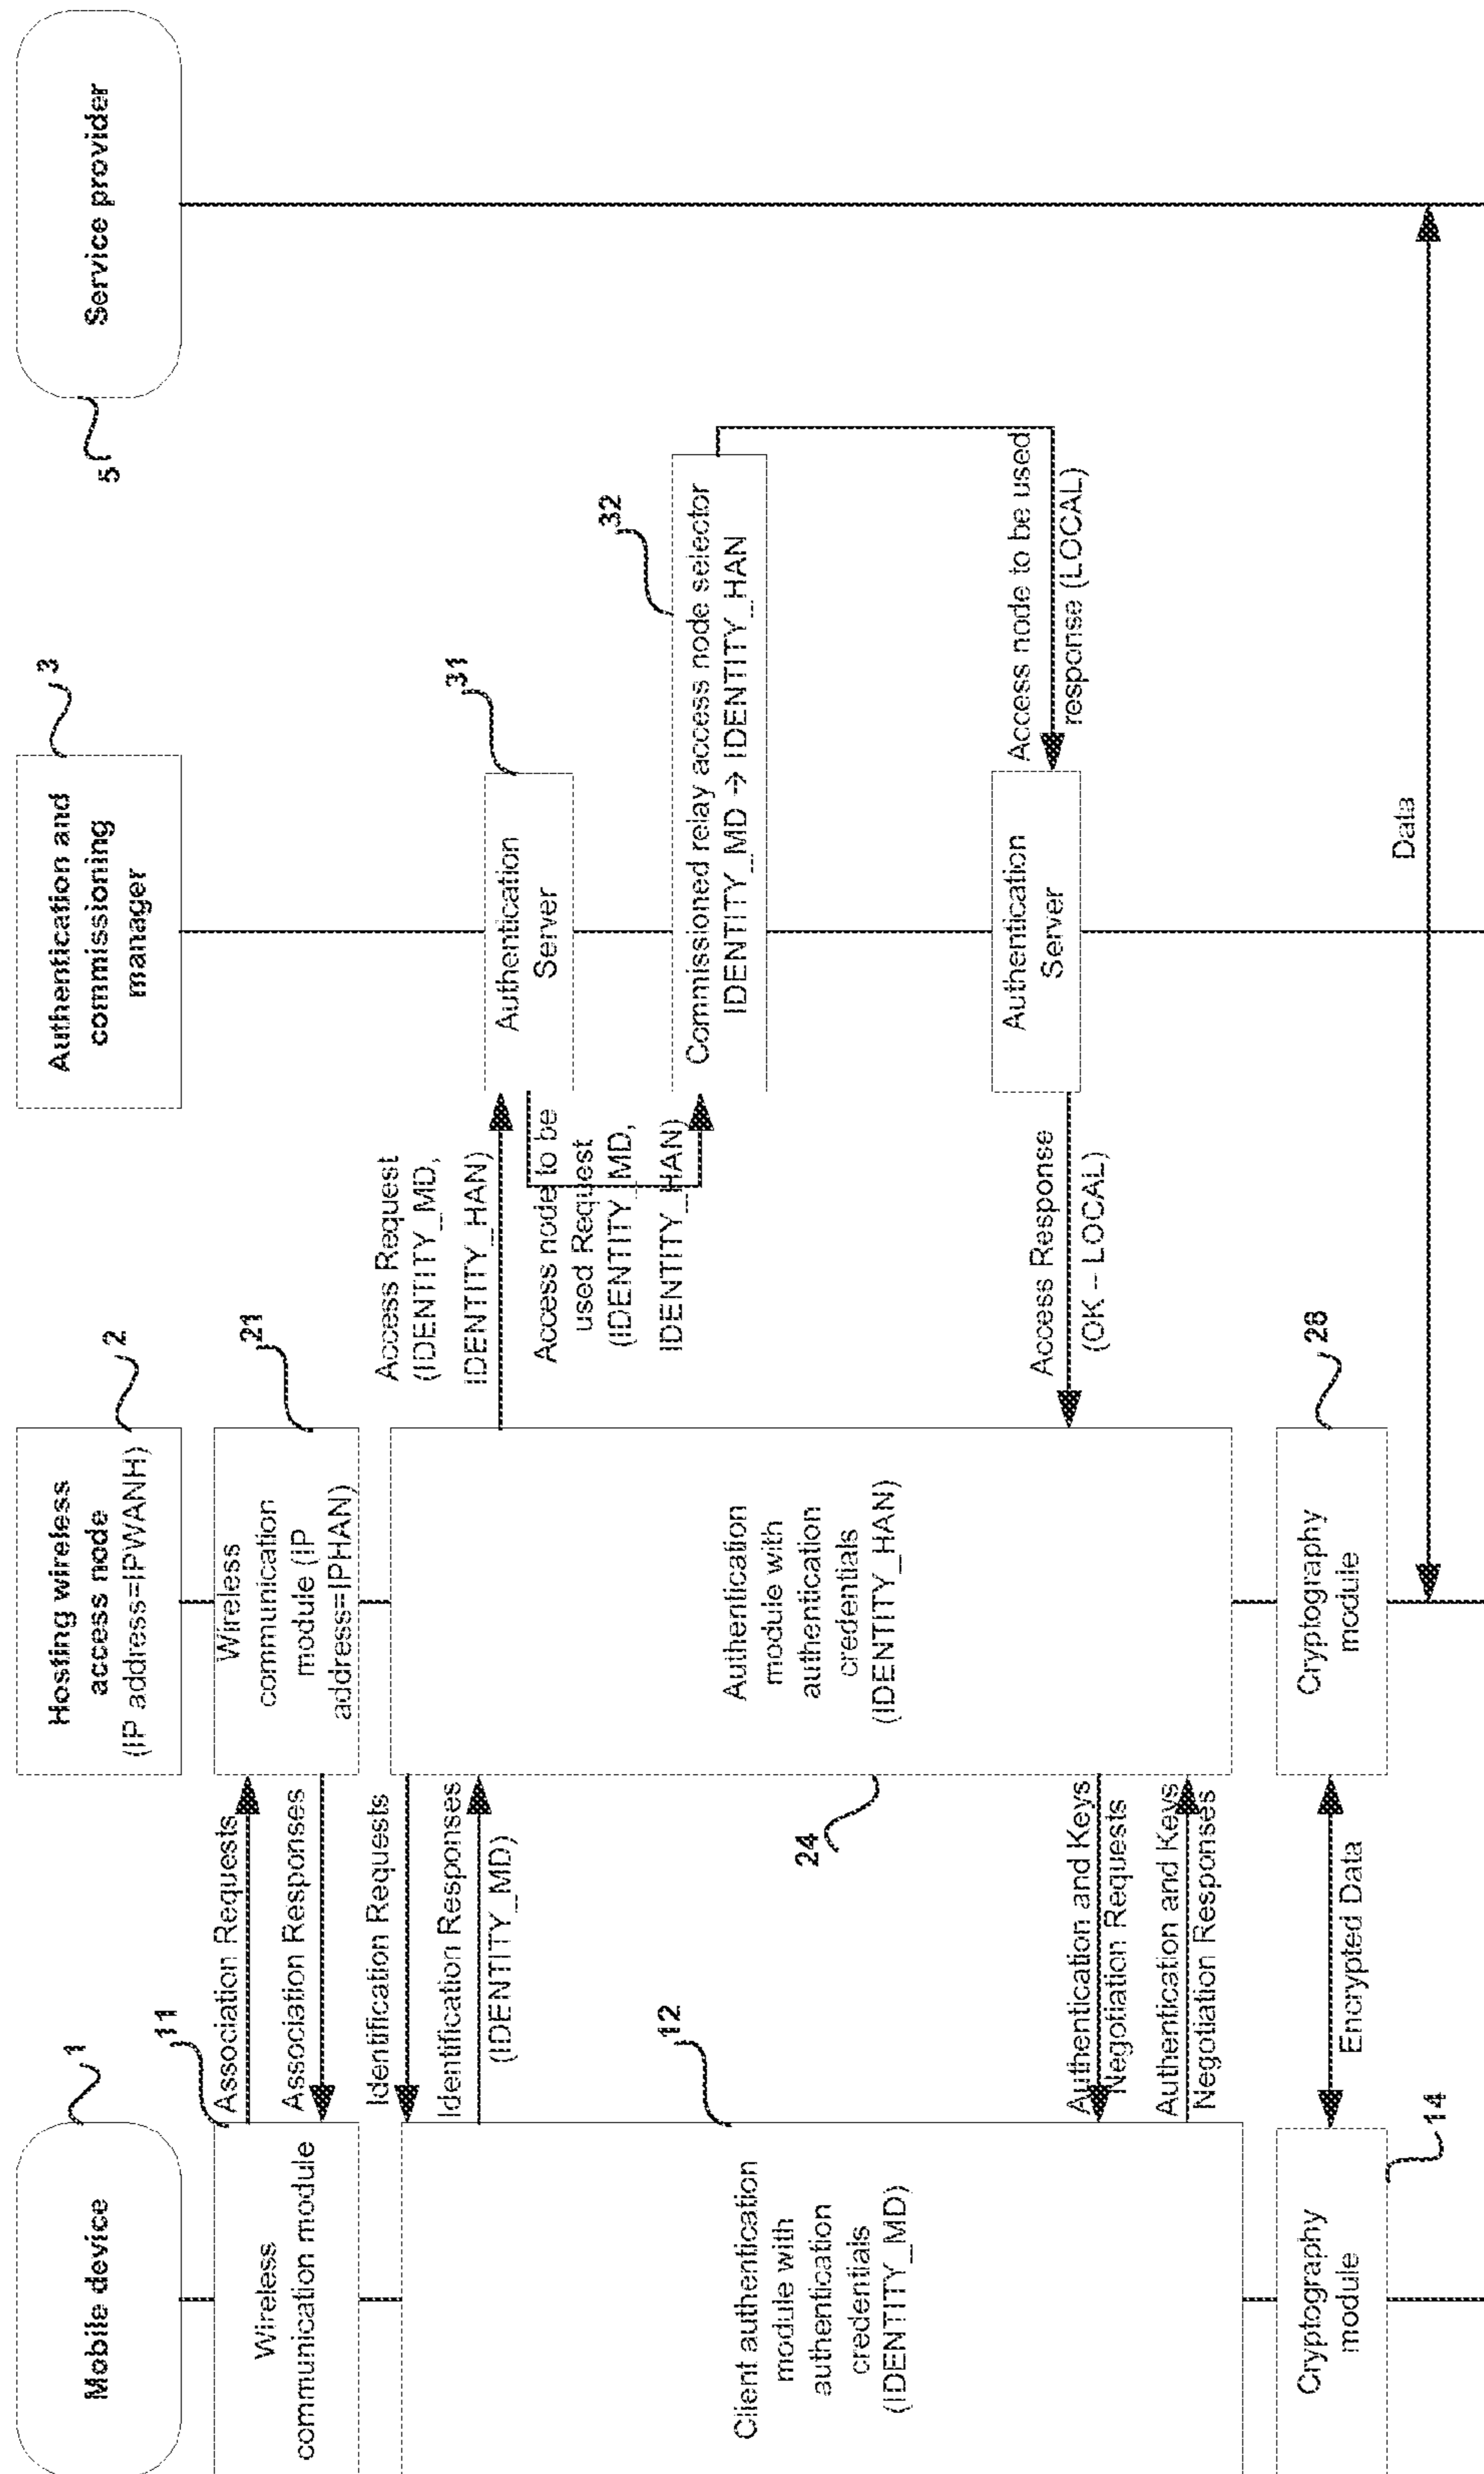 Mobile device
1
Hosting wireless
access node
(IP address=IPWANH)
2
Authentication and
commissioning
manager
3
Service provider
5
Wireless
communication module
11
Association Requests
Association Responses
Wireless
communication
module (IP
address=IPHAN)
21
Client authentication
module with
authentication
credentials
(IDENTITY_MD)
12
Identification Requests
Identification Responses
(IDENTITY_MD)
Authentication
module with
authentication
credentials
(IDENTITY_HAN)
24
Access Request
(IDENTITY_MD,
IDENTITY_HAN)
Authentication
Server
31
Access node to be
used Request
(IDENTITY_MD,
IDENTITY_HAN)
Commissioned relay access node selector
IDENTITY_MD → IDENTITY_HAN
32
Access node to be used
response (LOCAL)
Authentication
Server
Access Response
(OK – LOCAL)
Authentication and Keys
Negotiation Requests
Authentication and Keys
Negotiation Responses
Cryptography
module
14
Encrypted Data
Cryptography
module
28
Data